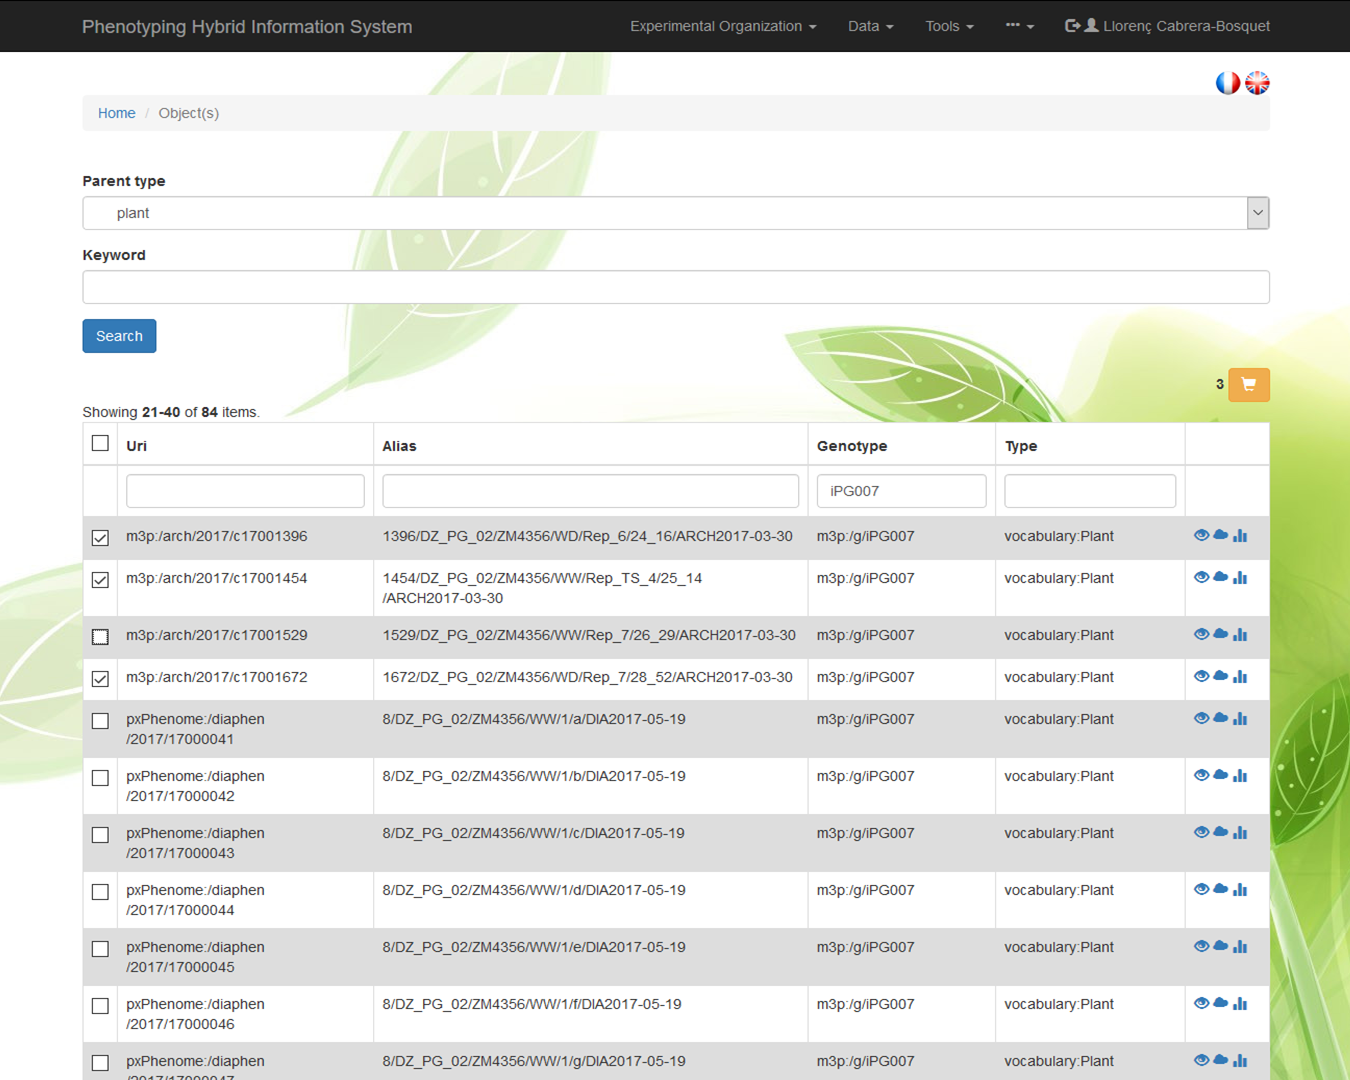 Phenotyping Hybrid Information System Experimental Organization Data Tools ••• Llorenç Cabrera-Bosquet
Home / Object(s)
Parent type
plant
Keyword
Search
3
Showing 21-40 of 84 items.
Uri Alias Genotype Type
iPG007
m3p:/arch/2017/c17001396 1396/DZ_PG_02/ZM4356/WD/Rep_6/24_16/ARCH2017-03-30 m3p:/g/iPG007 vocabulary:Plant
m3p:/arch/2017/c17001454 1454/DZ_PG_02/ZM4356/WW/Rep_TS_4/25_14 m3p:/g/iPG007 vocabulary:Plant
/ARCH2017-03-30
m3p:/arch/2017/c17001529 1529/DZ_PG_02/ZM4356/WW/Rep_7/26_29/ARCH2017-03-30 m3p:/g/iPG007 vocabulary:Plant
m3p:/arch/2017/c17001672 1672/DZ_PG_02/ZM4356/WD/Rep_7/28_52/ARCH2017-03-30 m3p:/g/iPG007 vocabulary:Plant
pxPhenome:/diaphen 8/DZ_PG_02/ZM4356/WW/1/a/DIA2017-05-19 m3p:/g/iPG007 vocabulary:Plant
/2017/17000041
pxPhenome:/diaphen 8/DZ_PG_02/ZM4356/WW/1/b/DIA2017-05-19 m3p:/g/iPG007 vocabulary:Plant
/2017/17000042
pxPhenome:/diaphen 8/DZ_PG_02/ZM4356/WW/1/c/DIA2017-05-19 m3p:/g/iPG007 vocabulary:Plant
/2017/17000043
pxPhenome:/diaphen 8/DZ_PG_02/ZM4356/WW/1/d/DIA2017-05-19 m3p:/g/iPG007 vocabulary:Plant
/2017/17000044
pxPhenome:/diaphen 8/DZ_PG_02/ZM4356/WW/1/e/DIA2017-05-19 m3p:/g/iPG007 vocabulary:Plant
/2017/17000045
pxPhenome:/diaphen 8/DZ_PG_02/ZM4356/WW/1/f/DIA2017-05-19 m3p:/g/iPG007 vocabulary:Plant
/2017/17000046
pxPhenome:/diaphen 8/DZ_PG_02/ZM4356/WW/1/g/DIA2017-05-19 m3p:/g/iPG007 vocabulary:Plant